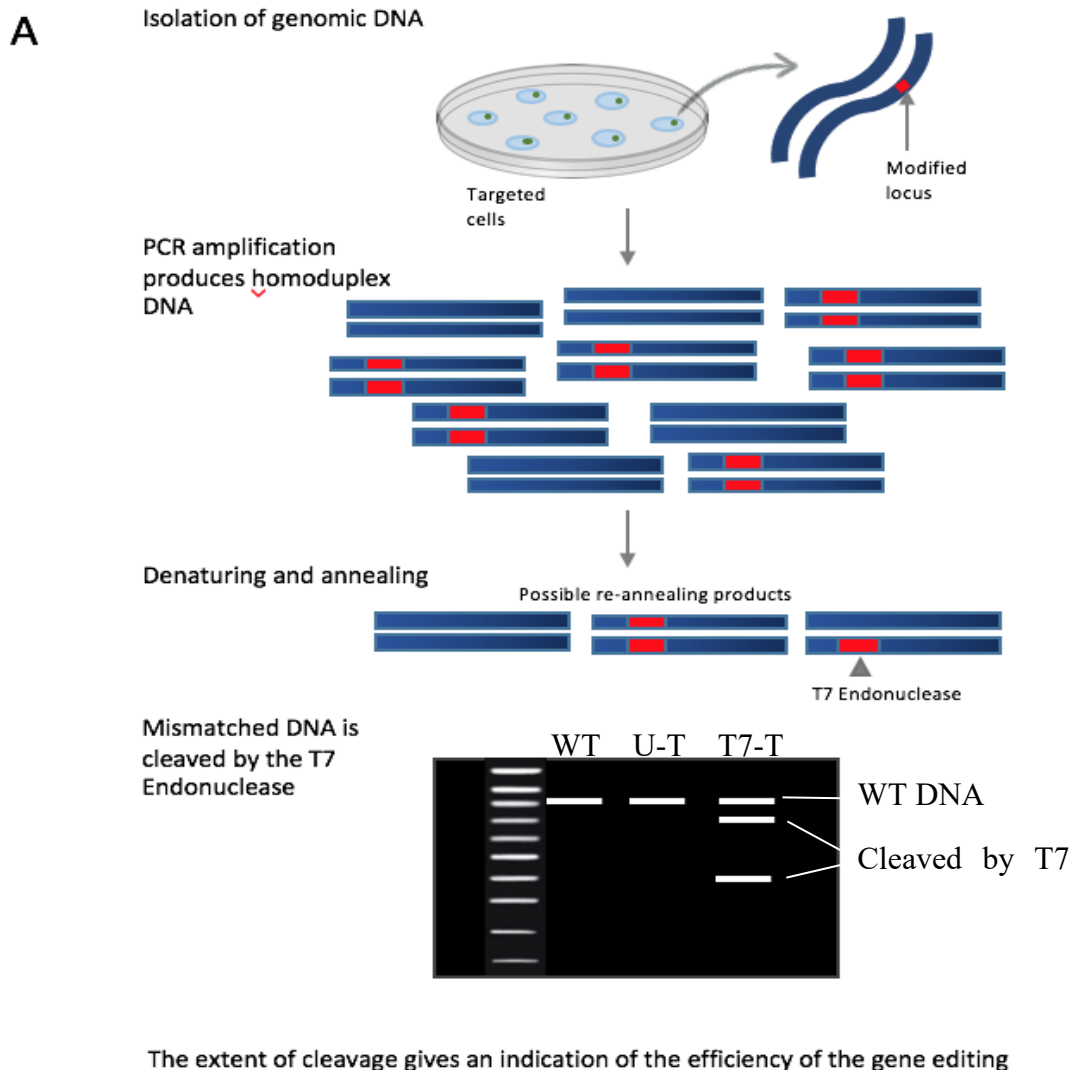 A
Isolation of genomic DNA
Modified
locus
Targeted
cells
PCR amplification
produces homoduplex
DNA
Denaturing and annealing
Possible re-annealing products
T7 Endonuclease
Mismatched DNA is
cleaved by the T7
Endonuclease
WT U-T T7-T
WT DNA
Cleaved by T7
The extent of cleavage gives an indication of the efficiency of the gene editing